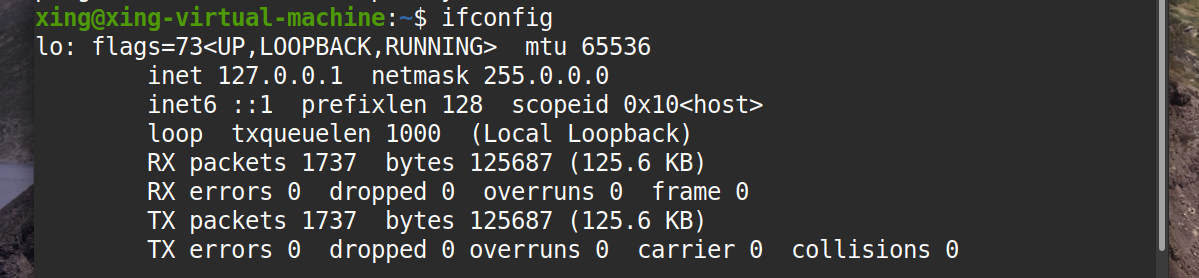 xing@xing-virtual-machine:~$ ifconfig
lo: flags=73<UP,LOOPBACK,RUNNING>  mtu 65536
        inet 127.0.0.1  netmask 255.0.0.0
        inet6 ::1  prefixlen 128  scopeid 0x10<host>
        loop  txqueuelen 1000  (Local Loopback)
        RX packets 1737  bytes 125687 (125.6 KB)
        RX errors 0  dropped 0  overruns 0  frame 0
        TX packets 1737  bytes 125687 (125.6 KB)
        TX errors 0  dropped 0 overruns 0  carrier 0  collisions 0